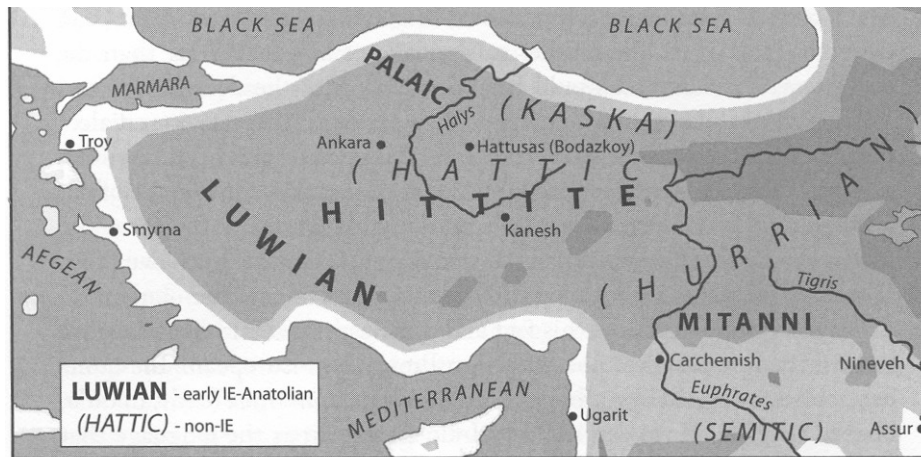 BLACK SEA
BLACK SEA
MARMARA
PALAIC
Halys
(KASKA)
Troy
Ankara
Hattusas (Bodazkoy)
(HATTIC)
HITTITE
Kanesh
LUWIAN
Smyrna
AEGEAN
(HURRIAN)
Tigris
MITANNI
Carchemish
Nineveh
Euphrates
MEDITERRANEAN
Ugarit
(SEMITIC)
Assur
LUWIAN - early IE-Anatolian
(HATTIC) - non-IE